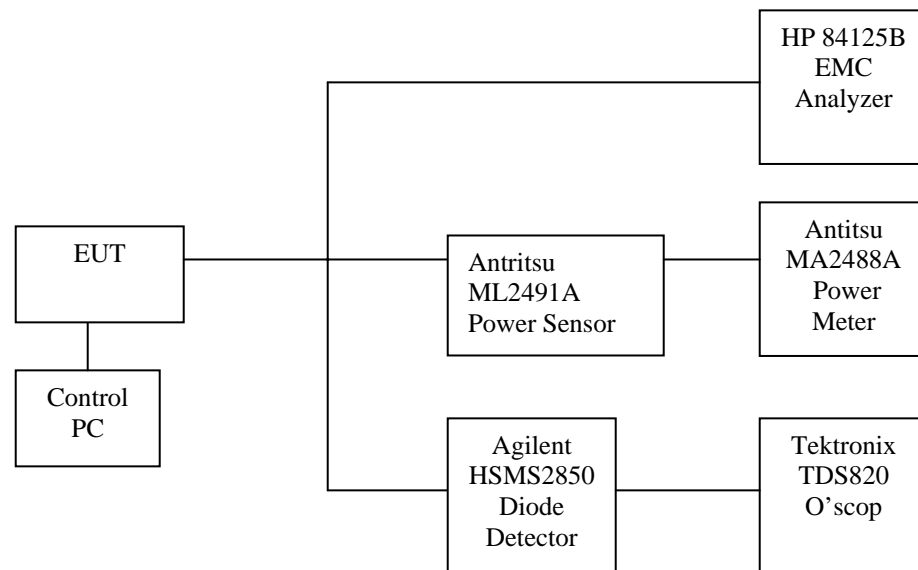 HP 84125B
EMC
Analyzer
EUT
Antritsu
ML2491A
Power Sensor
Antitsu
MA2488A
Power
Meter
Control
PC
Agilent
HSMS2850
Diode
Detector
Tektronix
TDS820
O’scop